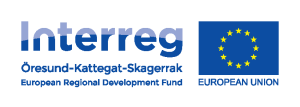 Interreg
Öresund-Kattegat-Skagerrak
European Regional Development Fund
EUROPEAN UNION